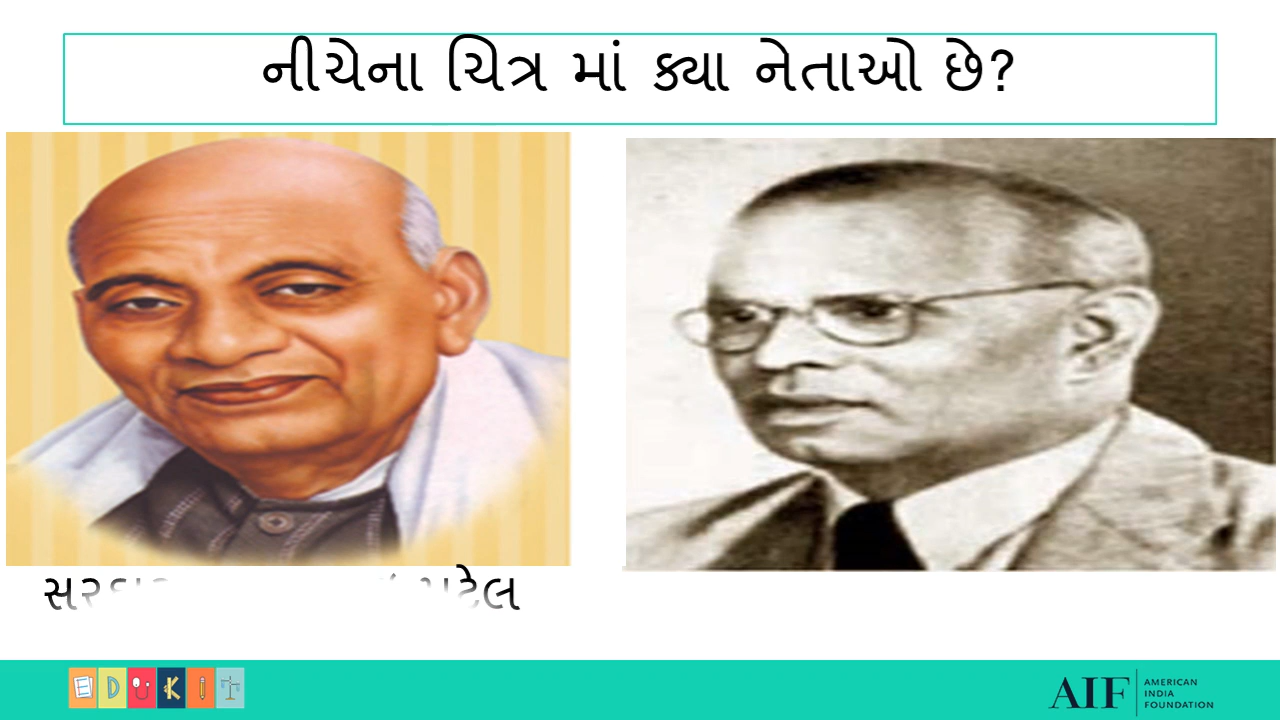 નીચેના ચિત્ર માં ક્યા નેતાઓ છે?
પટેલ
EDUKIT
AIF AMERICAN
INDIA
FOUNDATION